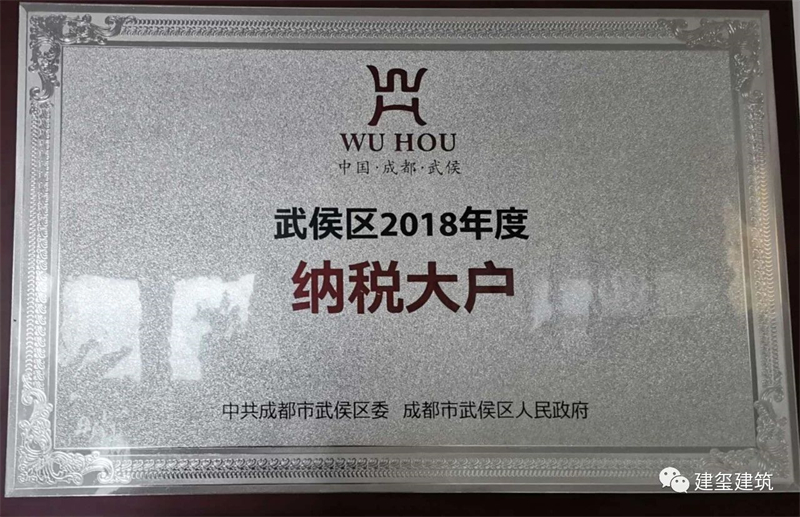 WU HOU
中国·成都·武侯
武侯区2018年度
纳税大户
中共成都市武侯区委 成都市武侯区人民政府
建玺建筑